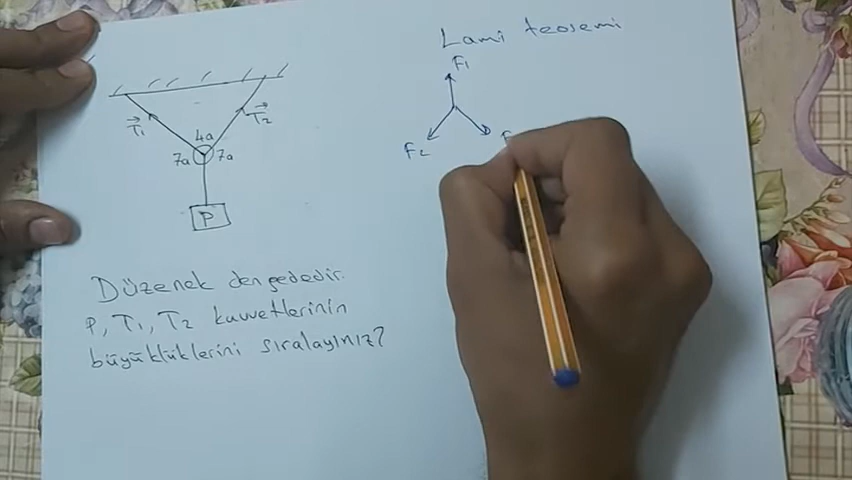 Lami teoremi
F1
F2
F
T1
T2
4a
7a
7a
P
Düzenek dengededir.
P, T1, T2 kuvvetlerinin
büyüklüklerini sıralayınız?